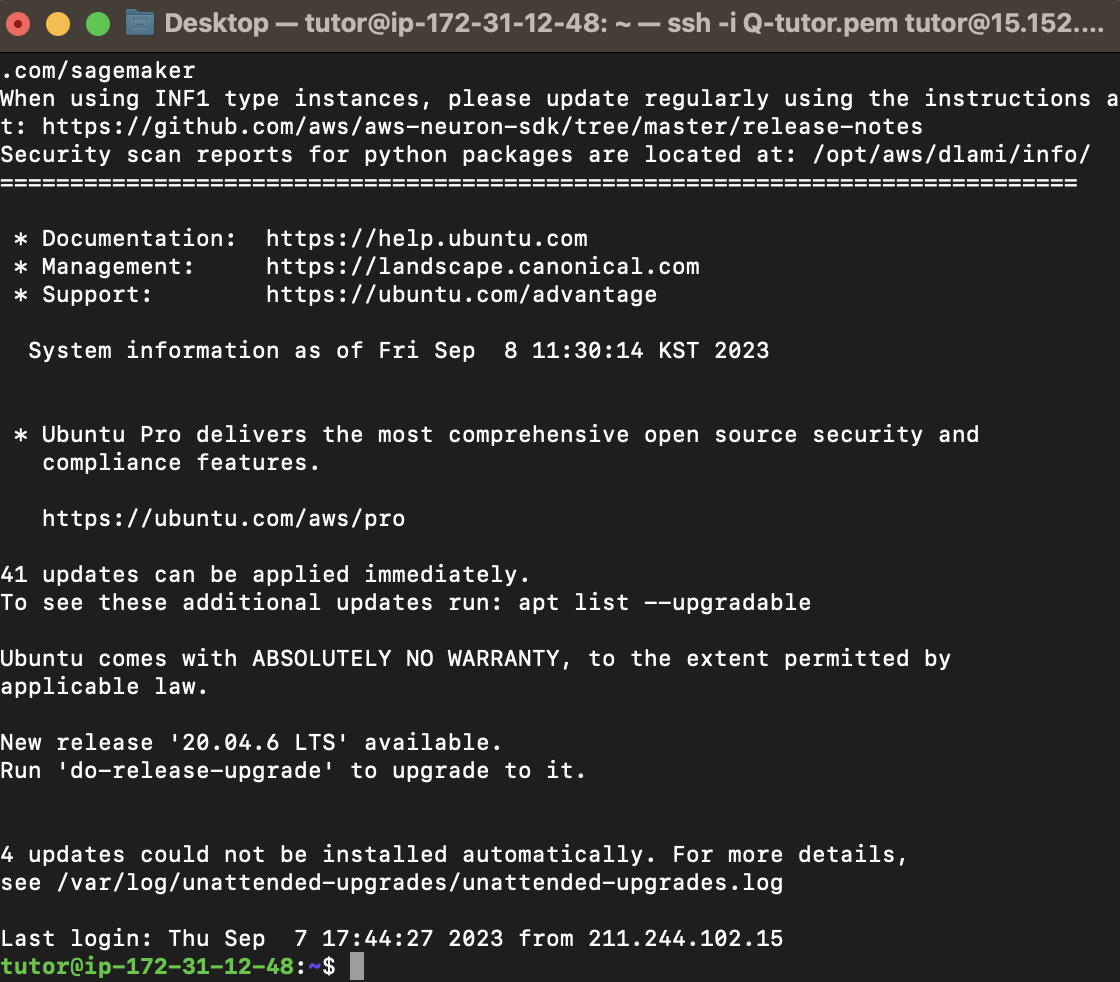 Desktop — tutor@ip-172-31-12-48: ~ — ssh -i Q-tutor.pem tutor@15.152....
.com/sagemaker
When using INF1 type instances, please update regularly using the instructions a
t: https://github.com/aws/aws-neuron-sdk/tree/master/release-notes
Security scan reports for python packages are located at: /opt/aws/dlami/info/
=============================================================================
* Documentation:  https://help.ubuntu.com
* Management:     https://landscape.canonical.com
* Support:        https://ubuntu.com/advantage
System information as of Fri Sep  8 11:30:14 KST 2023
* Ubuntu Pro delivers the most comprehensive open source security and
compliance features.
https://ubuntu.com/aws/pro
41 updates can be applied immediately.
To see these additional updates run: apt list --upgradable
Ubuntu comes with ABSOLUTELY NO WARRANTY, to the extent permitted by
applicable law.
New release '20.04.6 LTS' available.
Run 'do-release-upgrade' to upgrade to it.
4 updates could not be installed automatically. For more details,
see /var/log/unattended-upgrades/unattended-upgrades.log
Last login: Thu Sep  7 17:44:27 2023 from 211.244.102.15
tutor@ip-172-31-12-48:~$